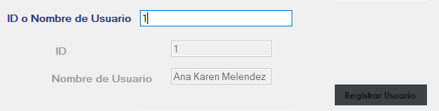 ID o Nombre de Usuario 1
ID 1
Nombre de Usuario Ana Karen Melendez
Registrar Usuario